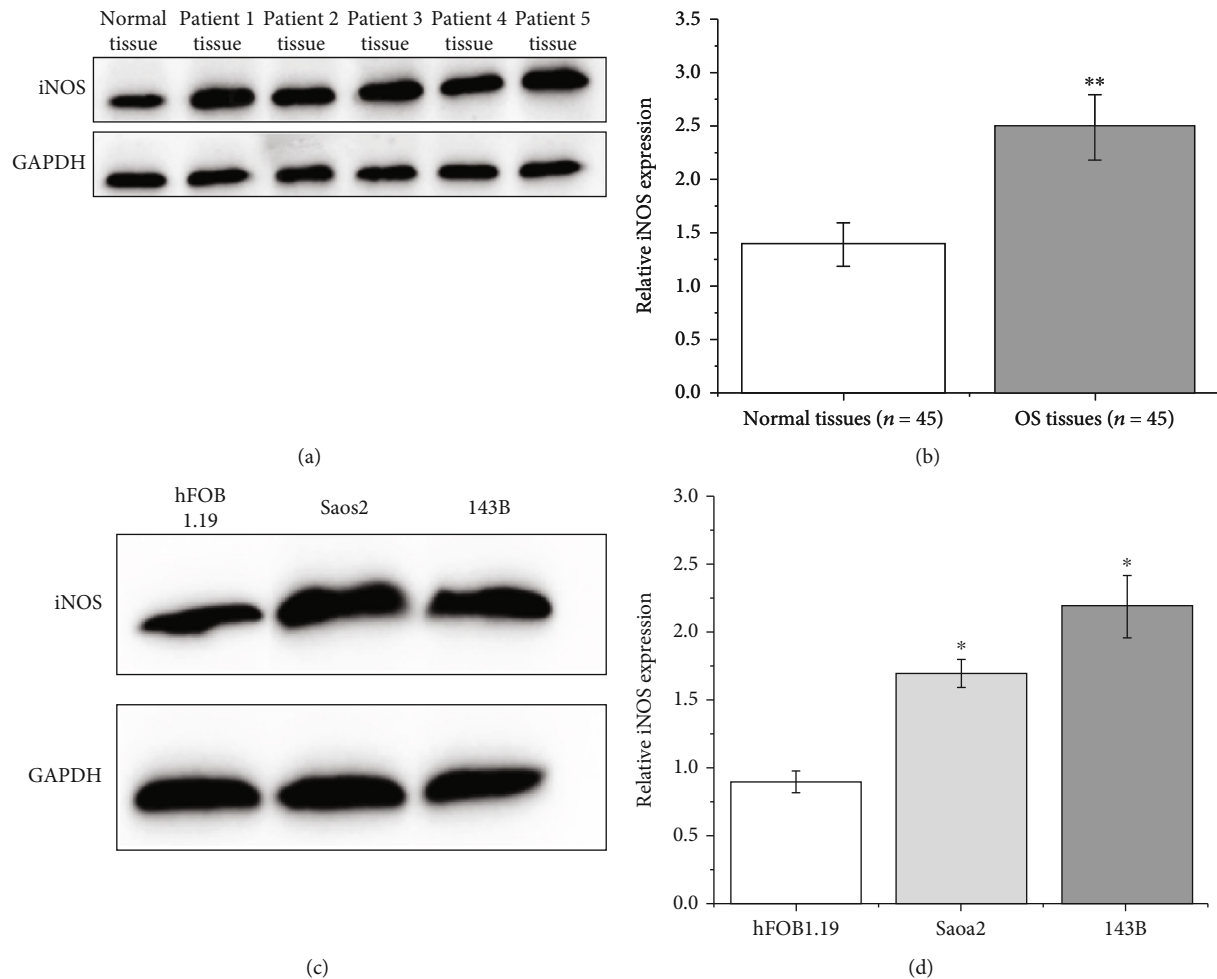 Normal tissue
Patient 1 tissue
Patient 2 tissue
Patient 3 tissue
Patient 4 tissue
Patient 5 tissue
iNOS
GAPDH
(a)
Relative iNOS expression
3.5
3.0
2.5
2.0
1.5
1.0
0.5
0.0
**
Normal tissues (n = 45)
OS tissues (n = 45)
(b)
hFOB
1.19
Saos2
143B
iNOS
GAPDH
(c)
Relative iNOS expression
3.0
2.5
2.0
1.5
1.0
0.5
0.0
*
*
hFOB1.19
Saoa2
143B
(d)